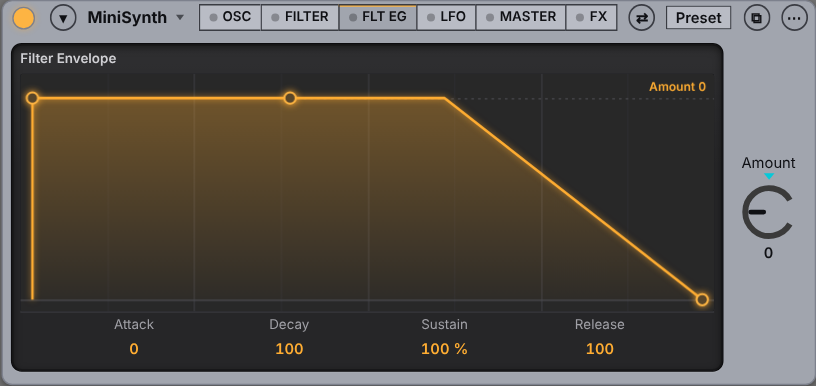 MiniSynth OSC FILTER FLT EG LFO MASTER FX Preset
Filter Envelope
Amount 0
Attack Decay Sustain Release
0 100 100 % 100
Amount
0